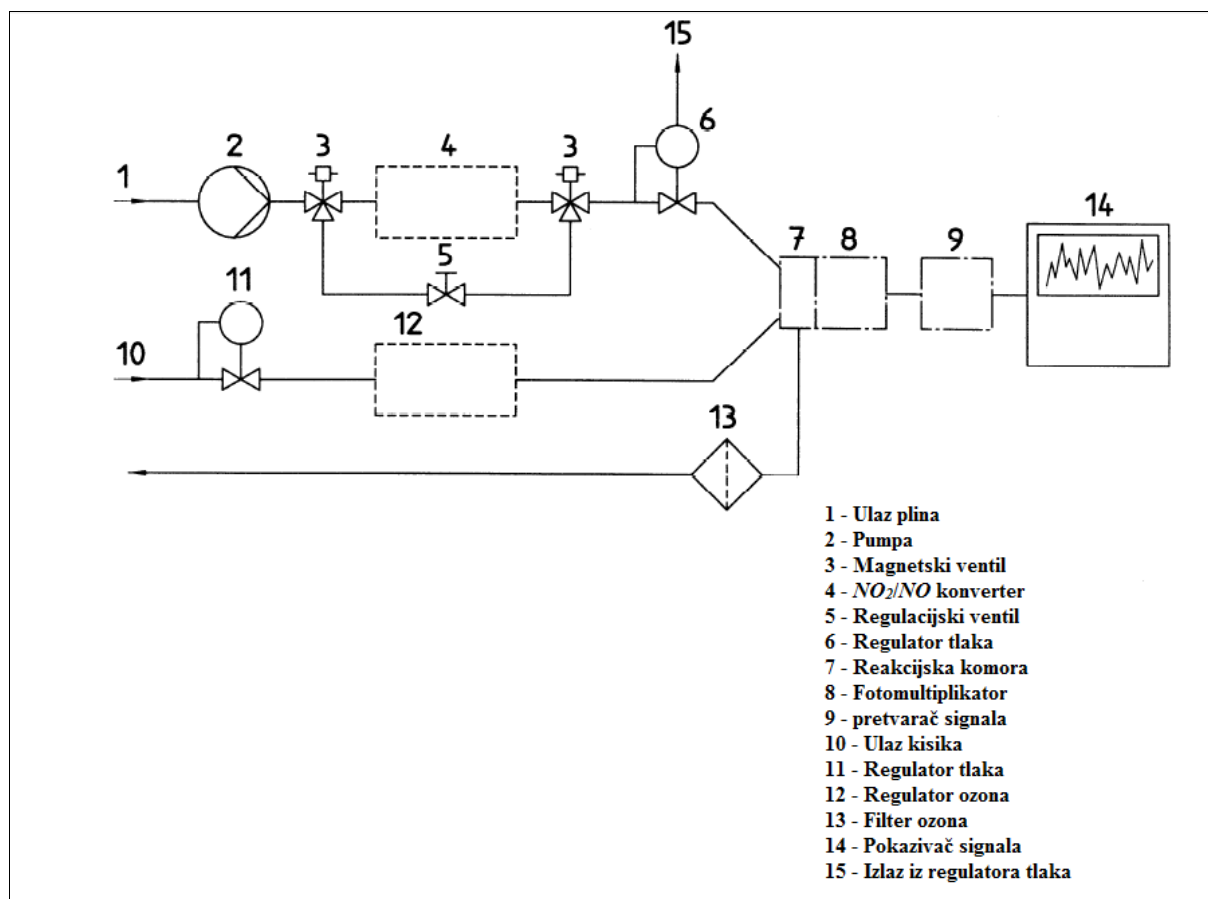 15
2
3
4
3
6
1
14
5
7
8
9
11
12
10
13
1 - Ulaz plina
2 - Pumpa
3 - Magnetski ventil
4 - NO₂/NO konverter
5 - Regulacijski ventil
6 - Regulator tlaka
7 - Reakcijska komora
8 - Fotomultiplikator
9 - pretvarač signala
10 - Ulaz kisika
11 - Regulator tlaka
12 - Regulator ozona
13 - Filter ozona
14 - Pokazivač signala
15 - Izlaz iz regulatora tlaka